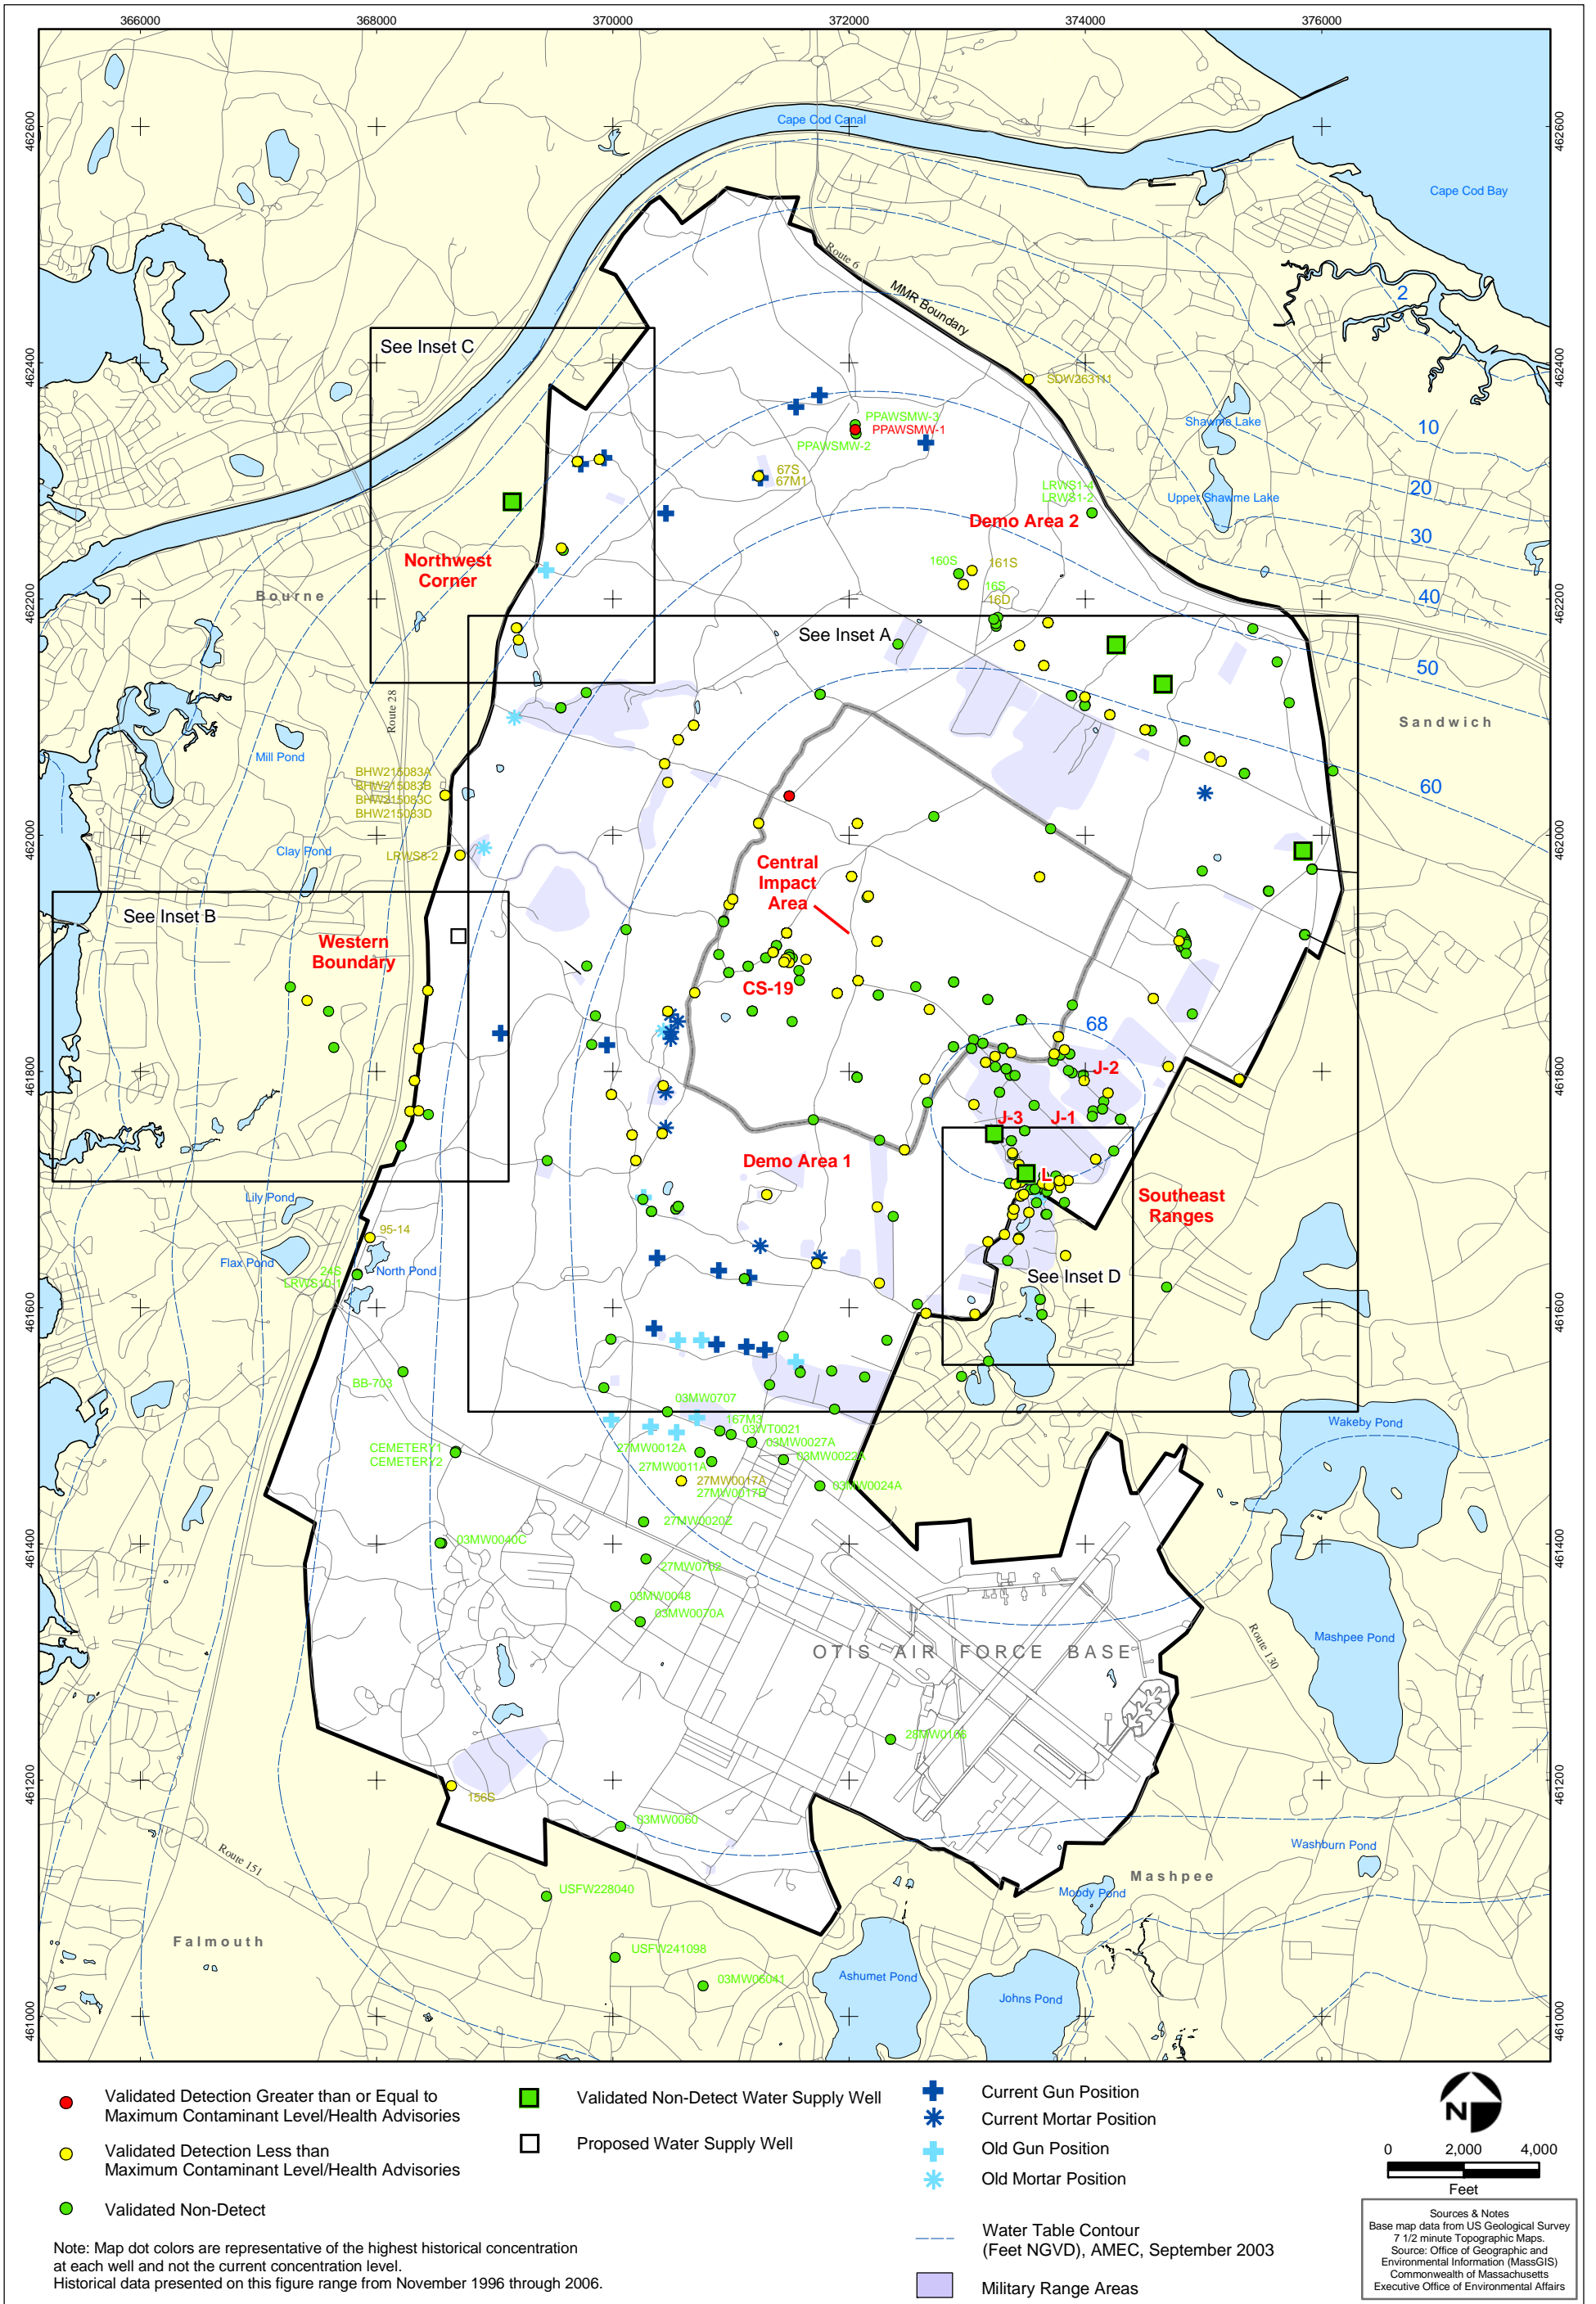 366000
368000
370000
372000
374000
376000
462600
462600
Cape Cod Canal
Cape Cod Bay
Route 6
MMR Boundary
2
See Inset C
462400
462400
SDW263111
Shawme Lake
10
PPAWSMW-3
PPAWSMW-1
PPAWSMW-2
67S
67M1
20
LRWS1-4
LRWS1-2
Upper Shawme Lake
Demo Area 2
30
Northwest
Corner
160S
161S
16S
16D
40
Bourne
462200
462200
See Inset A
50
Route 28
Sandwich
Mill Pond
BHW215083A
BHW215083B
BHW215083C
BHW215083D
60
462000
462000
Clay Pond
LRWS8-2
Central
Impact
Area
See Inset B
Western
Boundary
CS-19
68
461800
461800
J-2
J-3
J-1
Demo Area 1
L
Southeast
Ranges
Lily Pond
95-14
Flax Pond
24S
LRWS10-1
North Pond
See Inset D
461600
461600
BB-703
03MW0707
167M3
03WT0021
03MW0027A
Wakeby Pond
CEMETERY1
CEMETERY2
27MW0012A
27MW0011A
03MW0022A
27MW0017A
27MW0017B
03MW0024A
27MW0020Z
461400
461400
03MW0040C
27MW0702
03MW0048
03MW0070A
Mashpee Pond
Route 130
OTIS AIR FORCE BASE
28MW0106
461200
461200
156S
03MW0060
Route 151
Washburn Pond
Mashpee
Moody Pond
USFW228040
Falmouth
USFW241098
03MW06041
Ashumet Pond
Johns Pond
461000
461000
Validated Detection Greater than or Equal to
Maximum Contaminant Level/Health Advisories
Validated Detection Less than
Maximum Contaminant Level/Health Advisories
Validated Non-Detect
Validated Non-Detect Water Supply Well
Proposed Water Supply Well
Current Gun Position
Current Mortar Position
Old Gun Position
Old Mortar Position
Water Table Contour
(Feet NGVD), AMEC, September 2003
Military Range Areas
N
0 2,000 4,000
Feet
Note: Map dot colors are representative of the highest historical concentration
at each well and not the current concentration level.
Historical data presented on this figure range from November 1996 through 2006.
Sources & Notes
Base map data from US Geological Survey
7 1/2 minute Topographic Maps.
Source: Office of Geographic and
Environmental Information (MassGIS)
Commonwealth of Massachusetts
Executive Office of Environmental Affairs